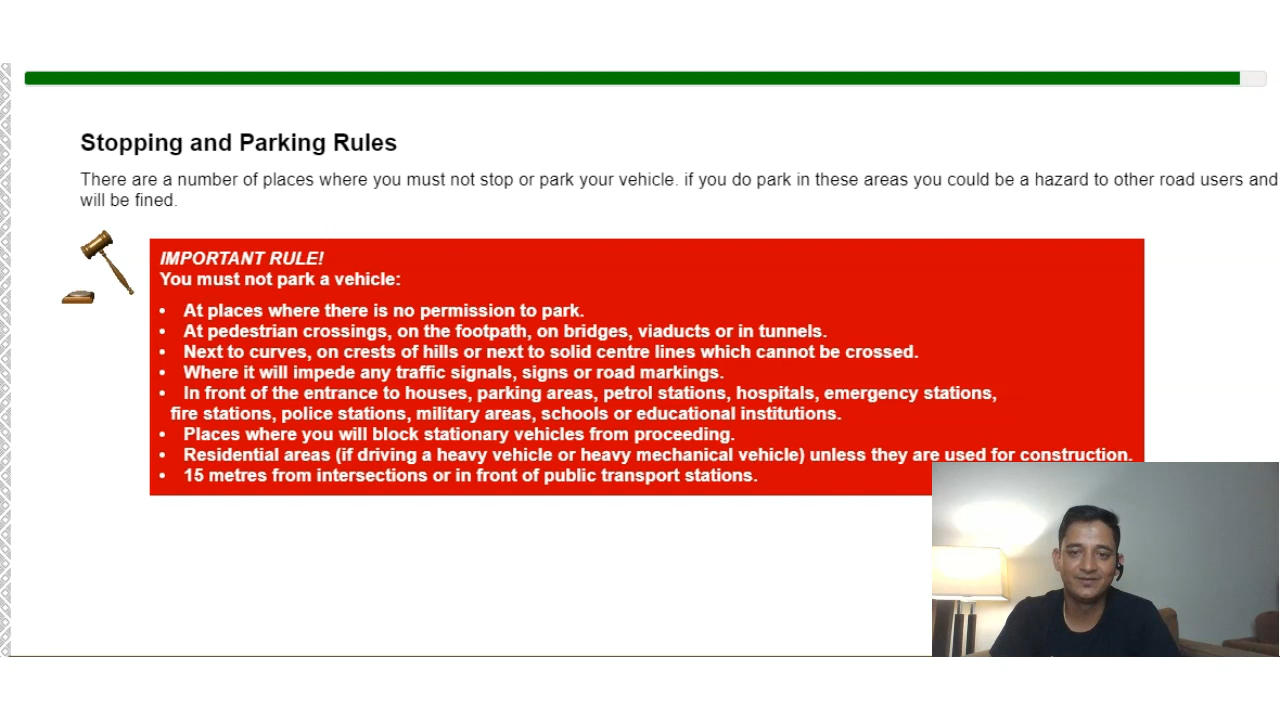 Stopping and Parking Rules
There are a number of places where you must not stop or park your vehicle. if you do park in these areas you could be a hazard to other road users and
will be fined.
IMPORTANT RULE!
You must not park a vehicle:
• At places where there is no permission to park.
• At pedestrian crossings, on the footpath, on bridges, viaducts or in tunnels.
• Next to curves, on crests of hills or next to solid centre lines which cannot be crossed.
• Where it will impede any traffic signals, signs or road markings.
• In front of the entrance to houses, parking areas, petrol stations, hospitals, emergency stations,
fire stations, police stations, military areas, schools or educational institutions.
• Places where you will block stationary vehicles from proceeding.
• Residential areas (if driving a heavy vehicle or heavy mechanical vehicle) unless they are used for construction.
• 15 metres from intersections or in front of public transport stations.